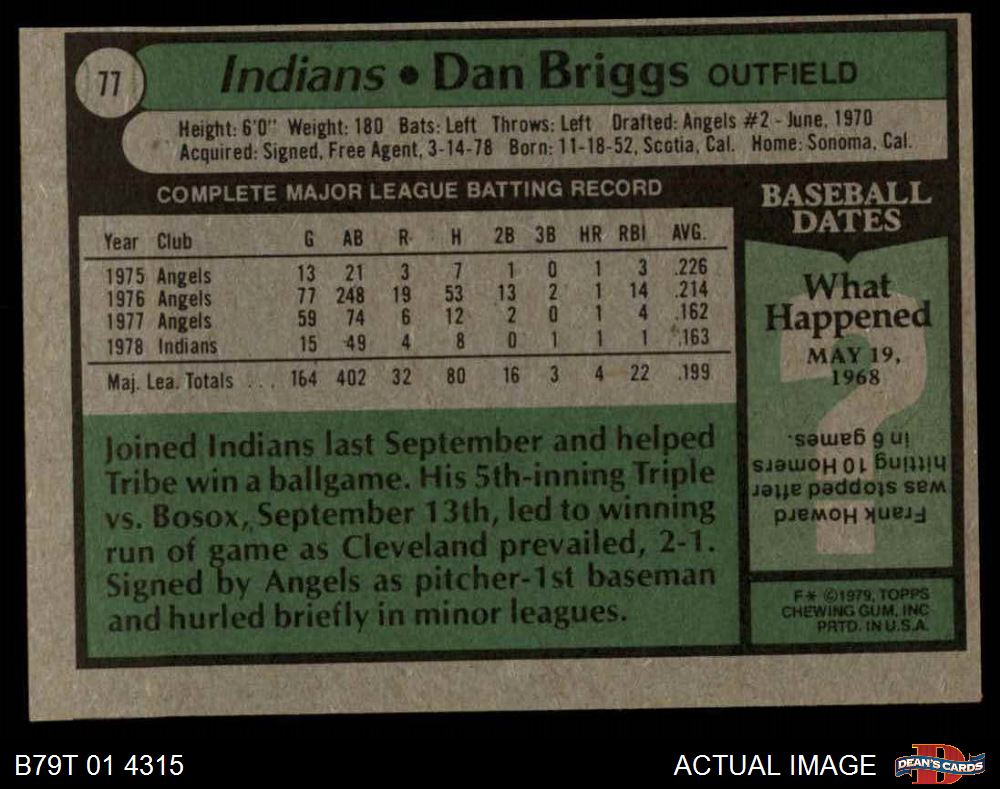 77
Indians • Dan Briggs OUTFIELD
Height: 6'0" Weight: 180 Bats: Left Throws: Left Drafted: Angels #2 - June, 1970
Acquired: Signed, Free Agent, 3-14-78 Born: 11-18-52, Scotia, Cal. Home: Sonoma, Cal.
COMPLETE MAJOR LEAGUE BATTING RECORD
Year Club G AB R H 2B 3B HR RBI AVG.
1975 Angels 13 21 3 7 1 0 1 3 .226
1976 Angels 77 248 19 53 13 2 1 14 .214
1977 Angels 59 74 6 12 2 0 1 4 .162
1978 Indians 15 49 4 8 0 1 1 1 .163
Maj. Lea. Totals ... 164 402 32 80 16 3 4 22 .199
Joined Indians last September and helped
Tribe win a ballgame. His 5th-inning Triple
vs. Bosox, September 13th, led to winning
run of game as Cleveland prevailed, 2-1.
Signed by Angels as pitcher-1st baseman
and hurled briefly in minor leagues.
BASEBALL
DATES
What
Happened
MAY 19,
1968
?
Frank Howard
was stopped after
hitting 10 Homers
in 6 games.
F* ©1979, TOPPS
CHEWING GUM, INC
PRTD. IN U.S.A.
B79T 01 4315
ACTUAL IMAGE
D
DEAN'S CARDS